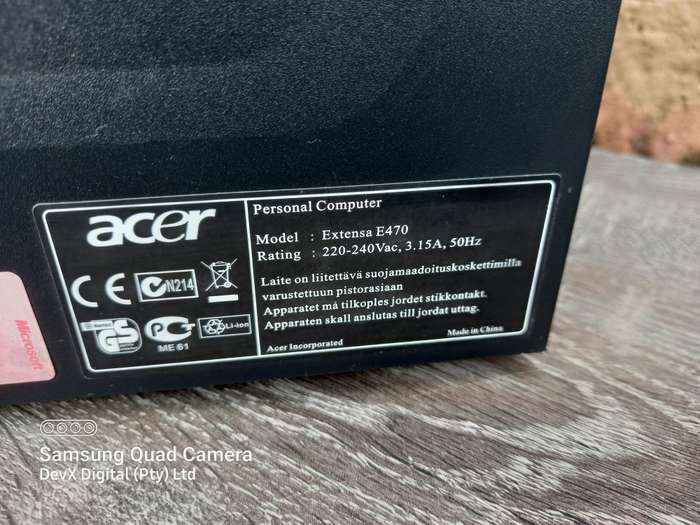 acer
N214
GS
ME 61
Li-ion
Personal Computer
Model : Extensa E470
Rating : 220-240Vac, 3.15A, 50Hz
Laite on liitettävä suojamaadoituskoskettimilla
varustettuun pistorasiaan
Apparatet må tilkoples jordet stikkontakt.
Apparaten skall anslutas till jordat uttag.
Acer Incorporated
Made in China
Microsoft
Samsung Quad Camera
DevX Digital (Pty) Ltd